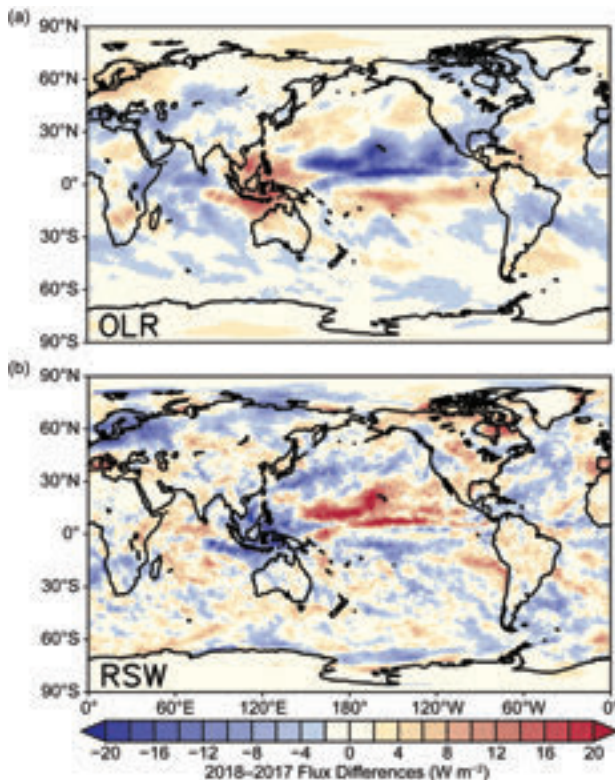 (a)
90°N
60°N
30°N
0°
30°S
60°S
90°S
OLR
(b)
90°N
60°N
30°N
0°
30°S
60°S
90°S
RSW
0° 60°E 120°E 180° 120°W 60°W 0°
−20 −16 −12 −8 −4 0 4 8 12 16 20
2018–2017 Flux Differences (W m⁻²)